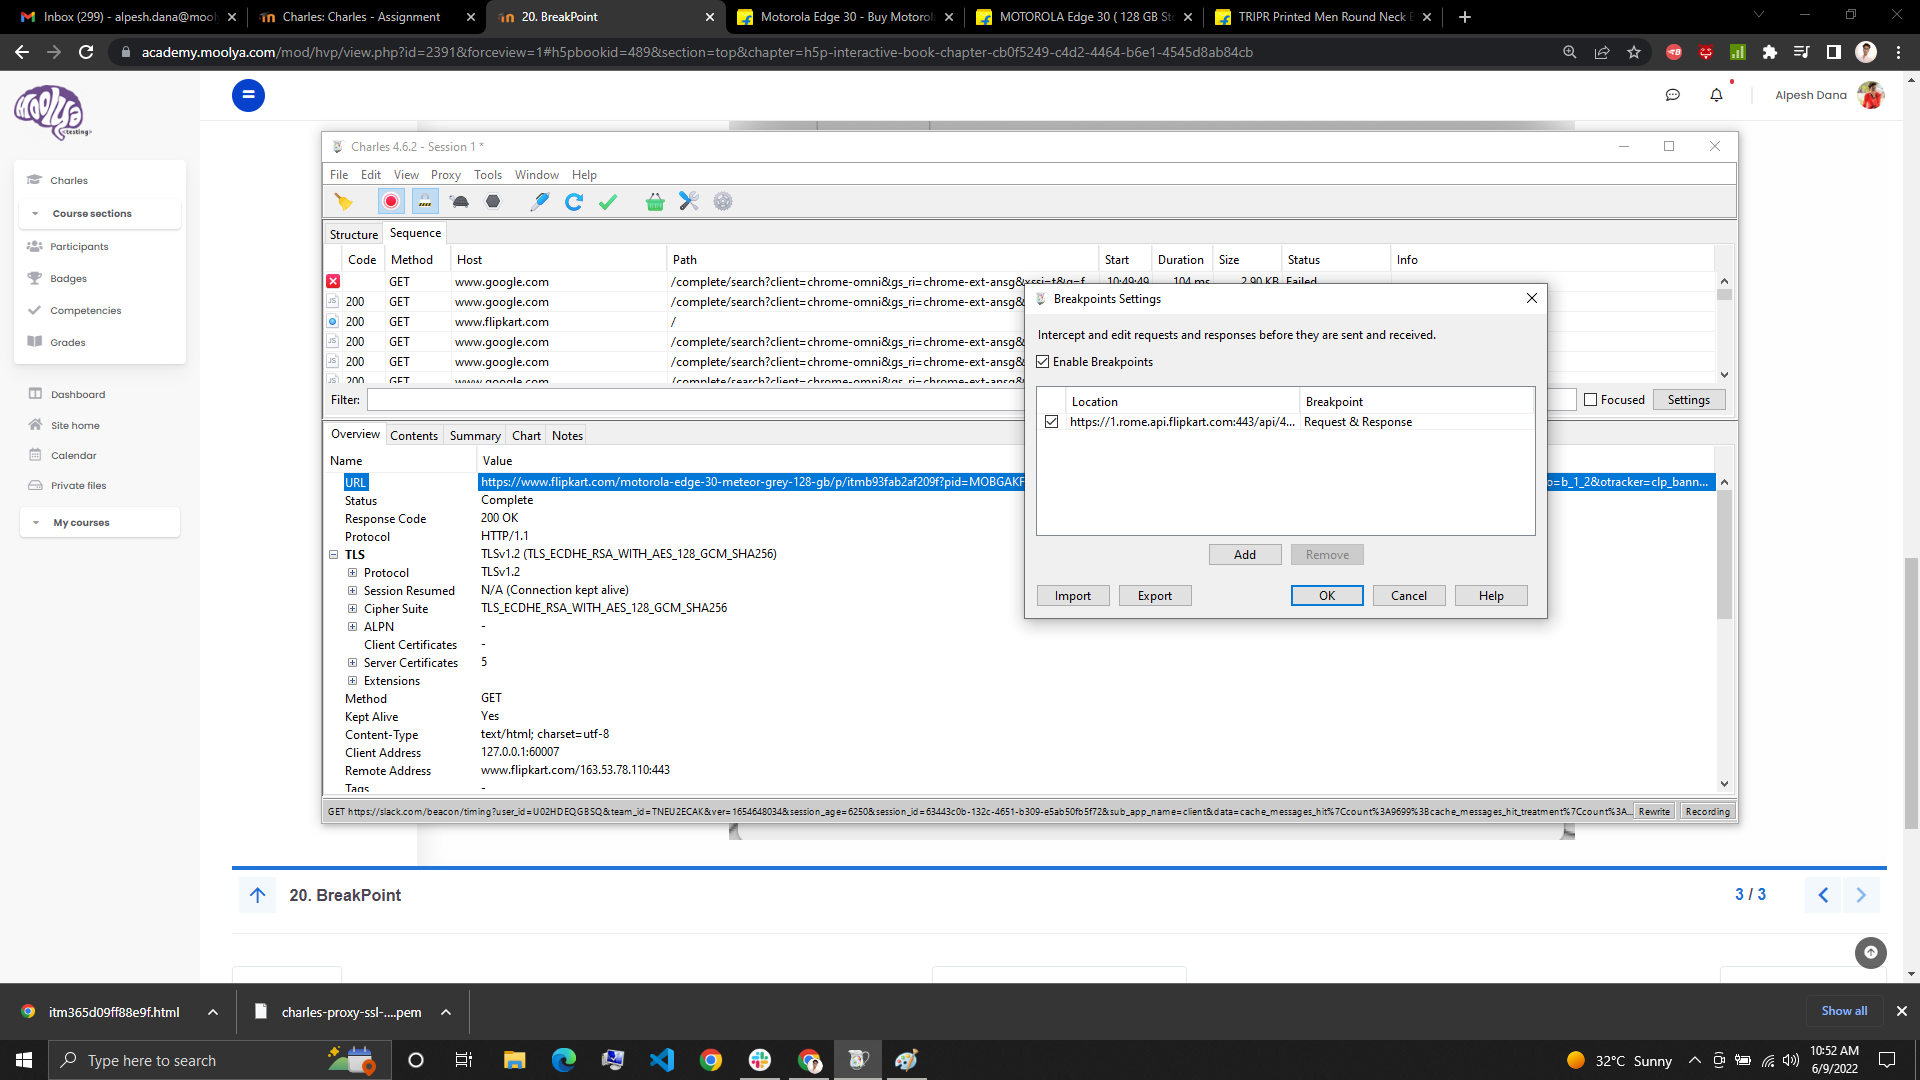 Inbox (299) - alpesh.dana@mool
Charles: Charles - Assignment
20. BreakPoint
Motorola Edge 30 - Buy Motorola
MOTOROLA Edge 30 ( 128 GB Sto
TRIPR Printed Men Round Neck B
academy.moolya.com/mod/hvp/view.php?id=2391&forceview=1#h5pbookid=489&section=top&chapter=h5p-interactive-book-chapter-cb0f5249-c4d2-4464-b6e1-4545d8ab84cb
MOOLYA
<testing>
Alpesh Dana
Charles
Course sections
Participants
Badges
Competencies
Grades
Dashboard
Site home
Calendar
Private files
My courses
Charles 4.6.2 - Session 1 *
File Edit View Proxy Tools Window Help
Structure Sequence
Code Method Host Path Start Duration Size Status Info
GET www.google.com /complete/search?client=chrome-omni&gs_ri=chrome-ext-ansg&xssi=t&q=f 10:49:49 104 ms 2.90 KB Failed
200 GET www.google.com /complete/search?client=chrome-omni&gs_ri=chrome-ext-ansg&
200 GET www.flipkart.com /
200 GET www.google.com /complete/search?client=chrome-omni&gs_ri=chrome-ext-ansg&
200 GET www.google.com /complete/search?client=chrome-omni&gs_ri=chrome-ext-ansg&
200 GET www.google.com /complete/search?client=chrome-omni&gs_ri=chrome-ext-ansg&
Filter:
Focused
Settings
Overview Contents Summary Chart Notes
Name Value
URL https://www.flipkart.com/motorola-edge-30-meteor-grey-128-gb/p/itmb93fab2af209f?pid=MOBGAKF o=b_1_2&otracker=clp_bann...
Status Complete
Response Code 200 OK
Protocol HTTP/1.1
TLS TLSv1.2 (TLS_ECDHE_RSA_WITH_AES_128_GCM_SHA256)
Protocol TLSv1.2
Session Resumed N/A (Connection kept alive)
Cipher Suite TLS_ECDHE_RSA_WITH_AES_128_GCM_SHA256
ALPN -
Client Certificates -
Server Certificates 5
Extensions
Method GET
Kept Alive Yes
Content-Type text/html; charset=utf-8
Client Address 127.0.0.1:60007
Remote Address www.flipkart.com/163.53.78.110:443
Tags -
GET https://slack.com/beacon/timing?user_id=U02HDEQGBSQ&team_id=TNEU2ECAK&ver=1654648034&session_age=6250&session_id=63443c0b-132c-4651-b309-e5ab50fb5f72&sub_app_name=client&data=cache_messages_hit%7Ccount%3A9699%3Bcache_messages_hit_treatment%7Ccount%3A...
Rewrite Recording
Breakpoints Settings
Intercept and edit requests and responses before they are sent and received.
Enable Breakpoints
Location Breakpoint
https://1.rome.api.flipkart.com:443/api/4... Request & Response
Add Remove
Import Export OK Cancel Help
20. BreakPoint
3 / 3
itm365d09ff88e9f.html
charles-proxy-ssl-....pem
Show all
Type here to search
32°C Sunny
10:52 AM
6/9/2022